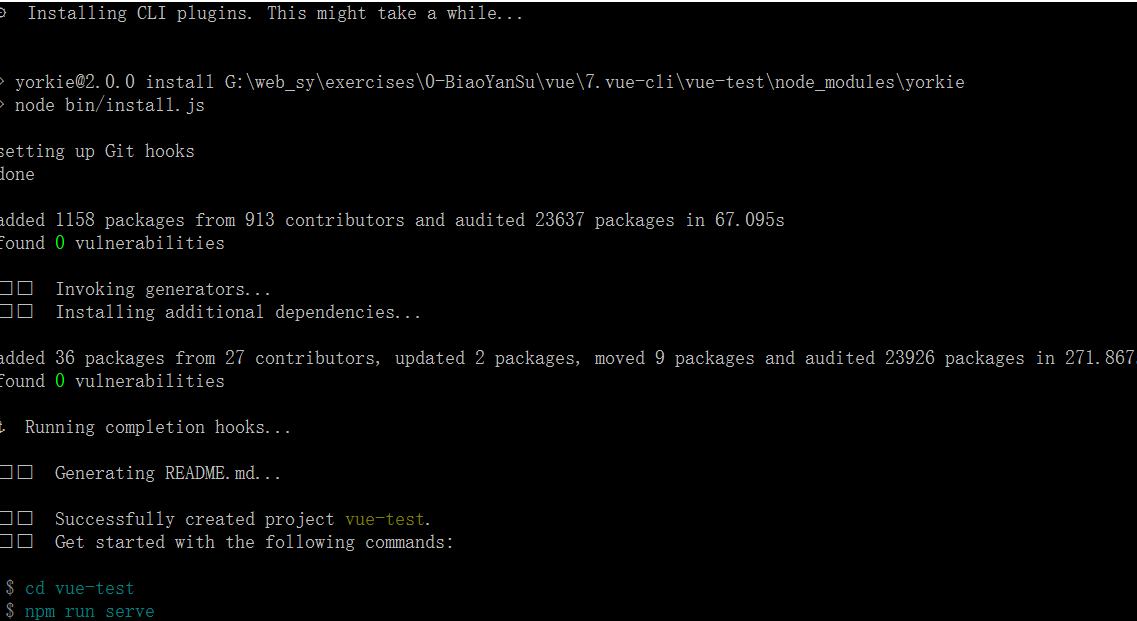 Installing CLI plugins. This might take a while...
> yorkie@2.0.0 install G:\web_sy\exercises\0-BiaoYanSu\vue\7.vue-cli\vue-test\node_modules\yorkie
> node bin/install.js
setting up Git hooks
done
added 1158 packages from 913 contributors and audited 23637 packages in 67.095s
found 0 vulnerabilities
Invoking generators...
Installing additional dependencies...
added 36 packages from 27 contributors, updated 2 packages, moved 9 packages and audited 23926 packages in 271.867
found 0 vulnerabilities
Running completion hooks...
Generating README.md...
Successfully created project vue-test.
Get started with the following commands:
$ cd vue-test
$ npm run serve